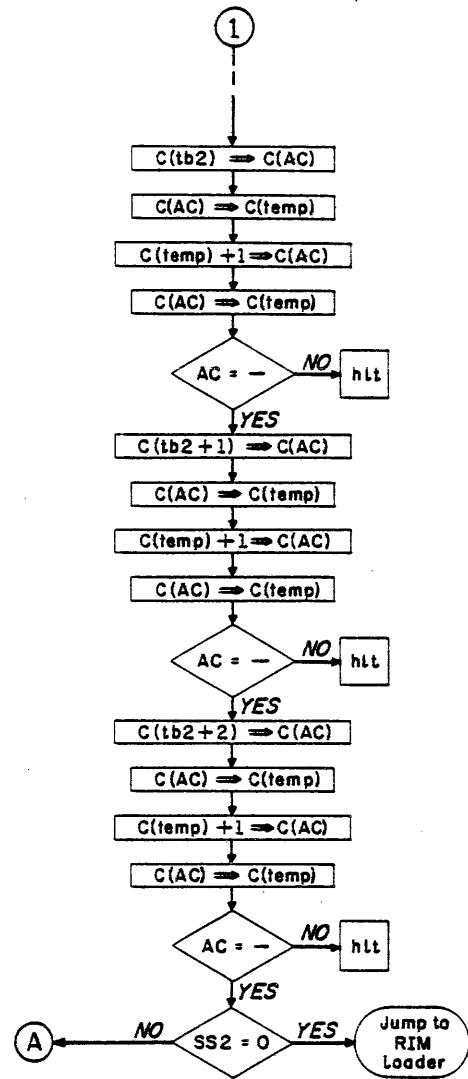 1
C(tb2) ⇒ C(AC)
C(AC) ⇒ C(temp)
C(temp) +1 ⇒ C(AC)
C(AC) ⇒ C(temp)
AC = —
NO
hlt
YES
C(tb2+1) ⇒ C(AC)
C(AC) ⇒ C(temp)
C(temp) +1 ⇒ C(AC)
C(AC) ⇒ C(temp)
AC = —
NO
hlt
YES
C(tb2+2) ⇒ C(AC)
C(AC) ⇒ C(temp)
C(temp) +1 ⇒ C(AC)
C(AC) ⇒ C(temp)
AC = —
NO
hlt
YES
A
NO
SS2 = 0
YES
Jump to
RIM
Loader